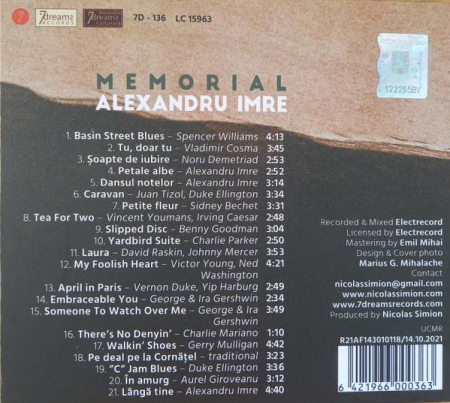 7
7dreams
RECORDS
7dreams
RECORDS
7D - 136 LC 15963
122265BV
MEMORIAL
ALEXANDRU IMRE
1. Basin Street Blues – Spencer Williams 4:13
2. Tu, doar tu – Vladimir Cosma 3:45
3. Șoapte de iubire – Noru Demetriad 2:53
4. Petale albe – Alexandru Imre 2:52
5. Dansul notelor – Alexandru Imre 3:14
6. Caravan – Juan Tizol, Duke Ellington 3:34
7. Petite fleur – Sidney Bechet 3:31
8. Tea For Two – Vincent Youmans, Irving Caesar 2:48
9. Slipped Disc – Benny Goodman 3:34
10. Yardbird Suite – Charlie Parker 2:50
11. Laura – David Raskin, Johnny Mercer 3:53
12. My Foolish Heart – Victor Young, Ned 4:21
Washington
13. April in Paris – Vernon Duke, Yip Harburg 2:49
14. Embraceable You – George & Ira Gershwin 2:34
15. Someone To Watch Over Me – George & Ira Gershwin
16. There's No Denyin' – Charlie Mariano 1:10
17. Walkin' Shoes – Gerry Mulligan 4:42
18. Pe deal pe la Cornățel – traditional 3:23
19. "C" Jam Blues – Duke Ellington 3:36
20. În amurg – Aurel Giroveanu 3:12
21. Lângă tine – Alexandru Imre 4:40
Recorded & Mixed Electrecord
Licensed by Electrecord
Mastering by Emil Mihai
Design & Cover photo
Marius G. Mihalache
Contact
nicolassimion@gmail.com
www.nicolassimion.com
www.7dreamsrecords.com
Produced by Nicolas Simion
UCMR
R21AF143010118/14.10.2021
6 421966 000363